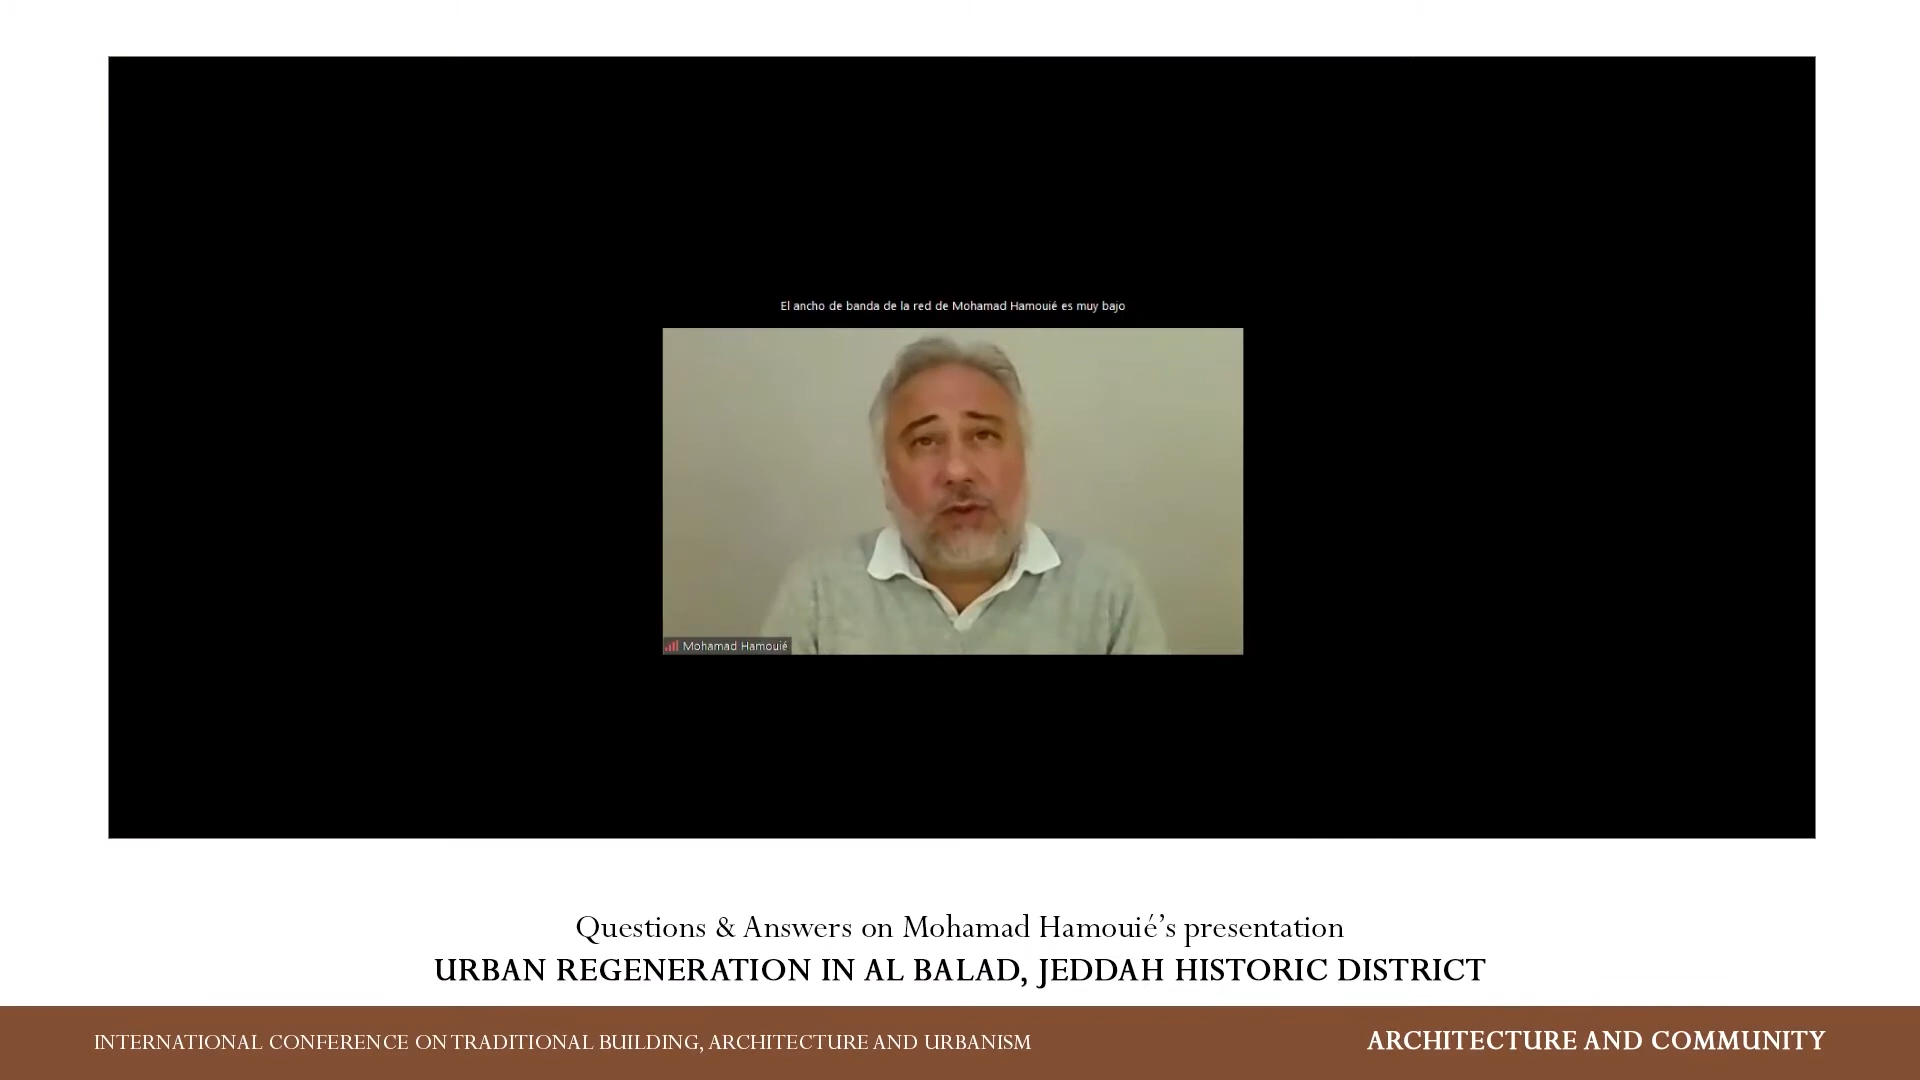 El ancho de banda de la red de Mohamad Hamouié es muy bajo
Mohamad Hamouié
Questions & Answers on Mohamad Hamouié’s presentation
URBAN REGENERATION IN AL BALAD, JEDDAH HISTORIC DISTRICT
INTERNATIONAL CONFERENCE ON TRADITIONAL BUILDING, ARCHITECTURE AND URBANISM
ARCHITECTURE AND COMMUNITY